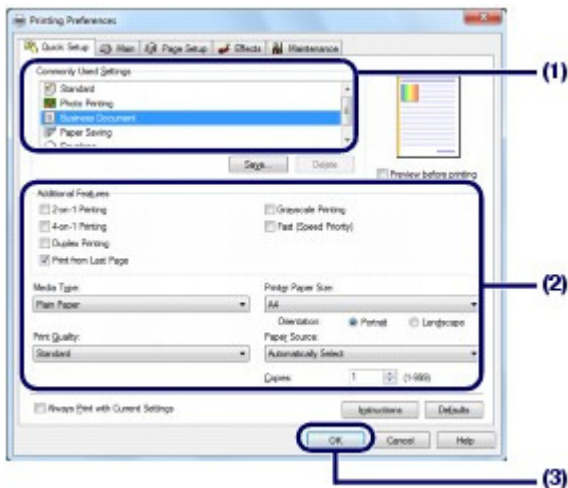 Printing Preferences
Quick Setup Main Page Setup Effects Maintenance
Commonly Used Settings (1)
Standard
Photo Printing
Business Document
Paper Saving
Envelope
Save... Delete
Preview before printing
Additional Features
2-on-1 Printing Grayscale Printing
4-on-1 Printing Fast (Speed Priority)
Duplex Printing
Print from Last Page
(2)
Media Type: Printer Paper Size:
Plain Paper A4
Orientation: Portrait Landscape
Print Quality: Paper Source:
Standard Automatically Select
Copies: 1 (1-999)
Always Print with Current Settings Instructions Defaults
OK Cancel Help
(3)